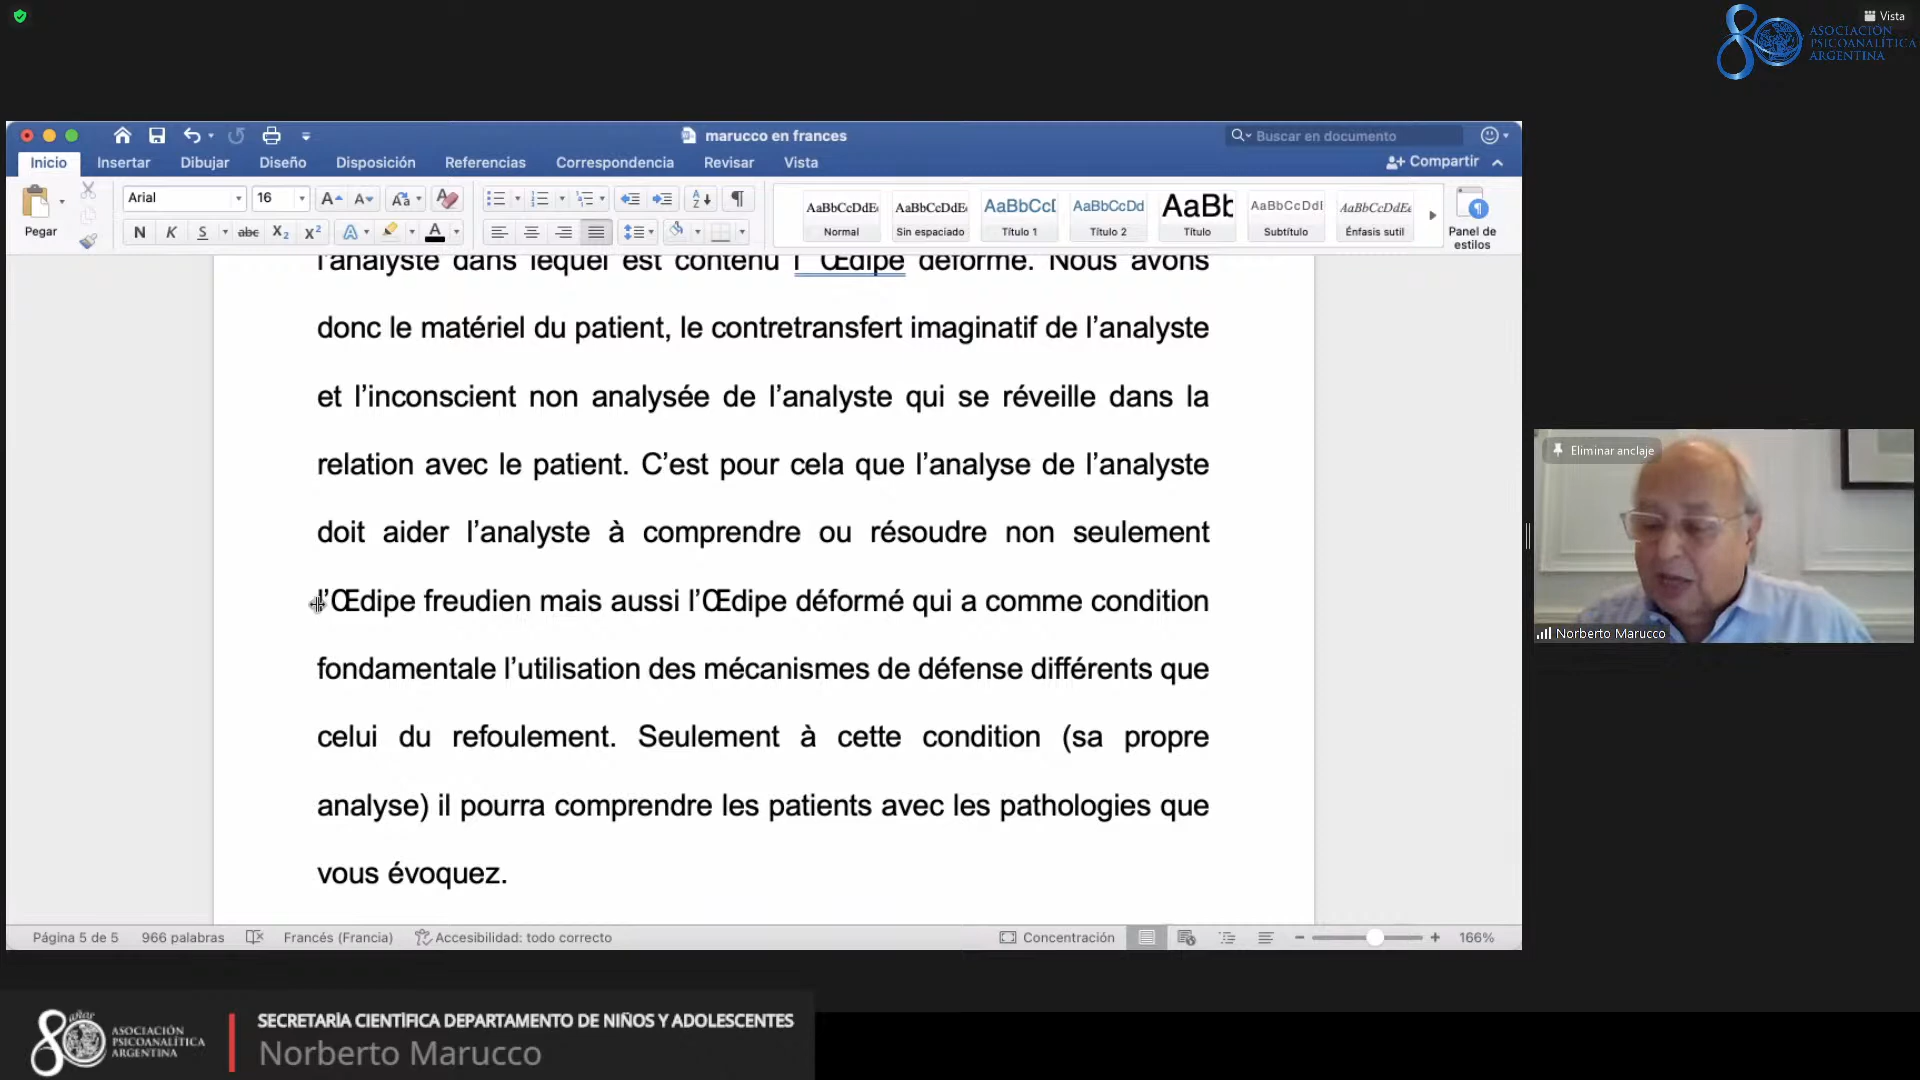 Vista
ASOCIACIÓN
PSICOANALÍTICA
ARGENTINA
marucco en frances
Buscar en documento
Inicio
Insertar
Dibujar
Diseño
Disposición
Referencias
Correspondencia
Revisar
Vista
Compartir
Pegar
Arial
16
N K S abc X₂ X² A A
AaBbCcDdEe
Normal
AaBbCcDdEe
Sin espaciado
AaBbCcD
Título 1
AaBbCcDd
Título 2
AaBb
Título
AaBbCcDdE
Subtítulo
AaBbCcDdEe
Énfasis sutil
Panel de
estilos
l’analyste dans lequel est contenu l’ Œdipe déformé. Nous avons
donc le matériel du patient, le contretransfert imaginatif de l’analyste
et l’inconscient non analysée de l’analyste qui se réveille dans la
relation avec le patient. C’est pour cela que l’analyse de l’analyste
doit aider l’analyste à comprendre ou résoudre non seulement
l’Œdipe freudien mais aussi l’Œdipe déformé qui a comme condition
fondamentale l’utilisation des mécanismes de défense différents que
celui du refoulement. Seulement à cette condition (sa propre
analyse) il pourra comprendre les patients avec les pathologies que
vous évoquez.
Eliminar anclaje
Norberto Marucco
Página 5 de 5
966 palabras
Francés (Francia)
Accesibilidad: todo correcto
Concentración
166%
80 años
ASOCIACIÓN
PSICOANALÍTICA
ARGENTINA
SECRETARÌA CIENTÌFICA DEPARTAMENTO DE NIÑOS Y ADOLESCENTES
Norberto Marucco